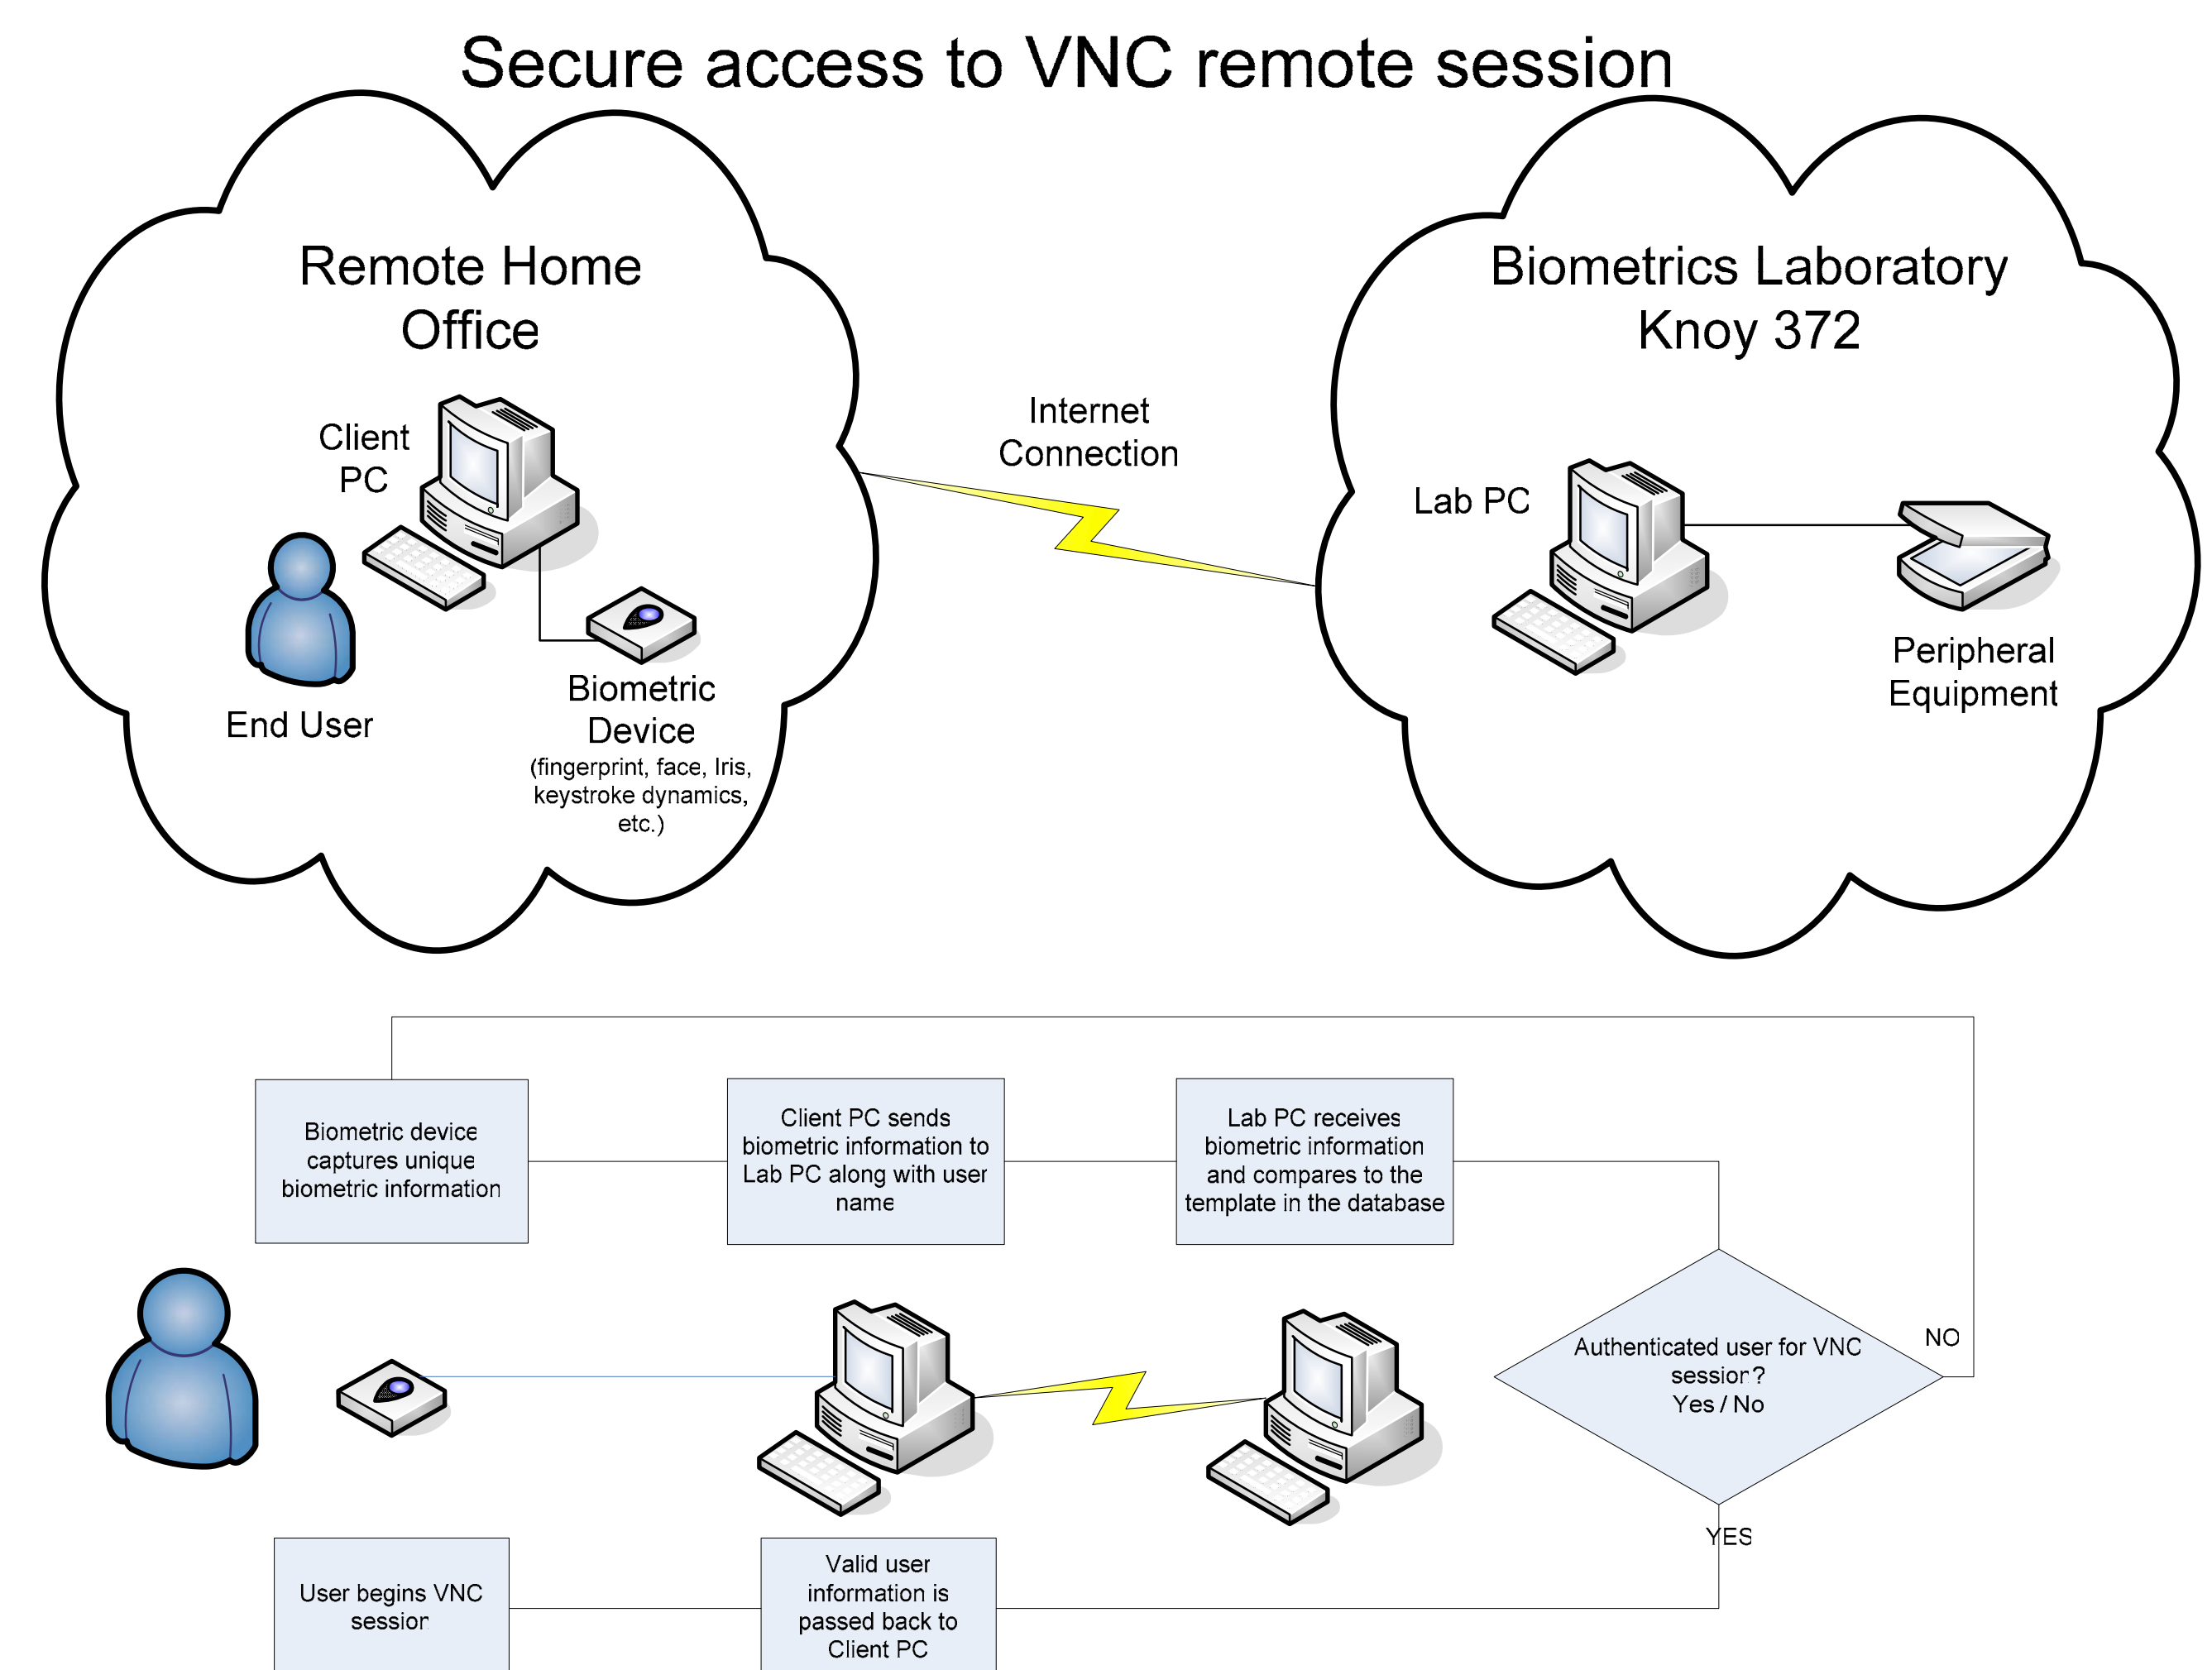 Secure access to VNC remote session
Remote Home
Office
Client
PC
End User
Biometric
Device
(fingerprint, face, Iris,
keystroke dynamics,
etc.)
Internet
Connection
Biometrics Laboratory
Knoy 372
Lab PC
Peripheral
Equipment
Biometric device
captures unique
biometric information
Client PC sends
biometric information to
Lab PC along with user
name
Lab PC receives
biometric information
and compares to the
template in the database
Authenticated user for VNC
session?
Yes / No
NO
YES
User begins VNC
session
Valid user
information is
passed back to
Client PC